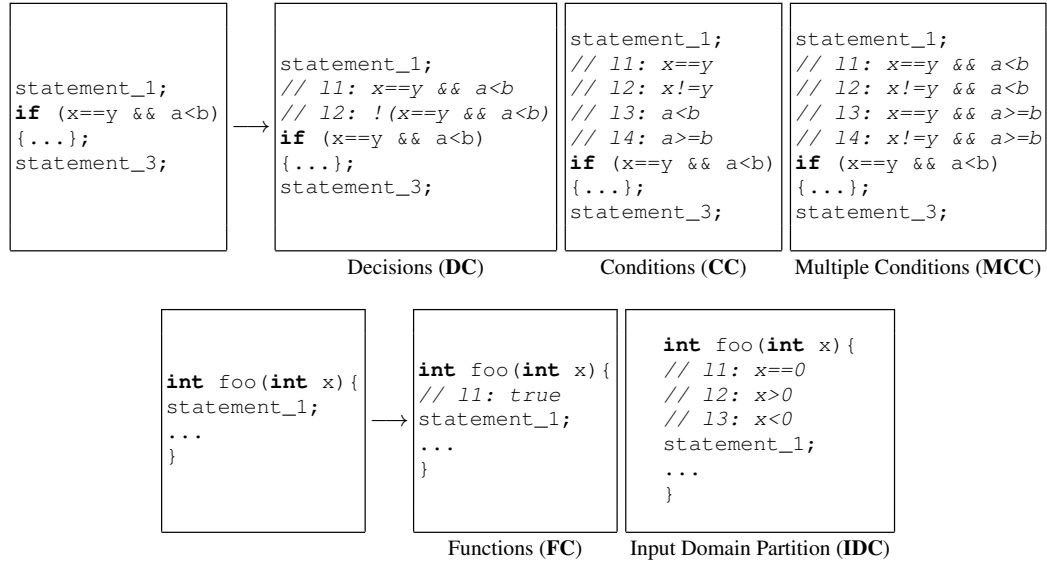 statement_1;
if (x==y && a<b)
{...};
statement_3;
⟶
statement_1;
// l1: x==y && a<b
// l2: !(x==y && a<b)
if (x==y && a<b)
{...};
statement_3;
Decisions (DC)
statement_1;
// l1: x==y
// l2: x!=y
// l3: a<b
// l4: a>=b
if (x==y && a<b)
{...};
statement_3;
Conditions (CC)
statement_1;
// l1: x==y && a<b
// l2: x!=y && a<b
// l3: x==y && a>=b
// l4: x!=y && a>=b
if (x==y && a<b)
{...};
statement_3;
Multiple Conditions (MCC)
int foo(int x){
statement_1;
...
}
⟶
int foo(int x){
// l1: true
statement_1;
...
}
Functions (FC)
int foo(int x){
// l1: x==0
// l2: x>0
// l3: x<0
statement_1;
...
}
Input Domain Partition (IDC)